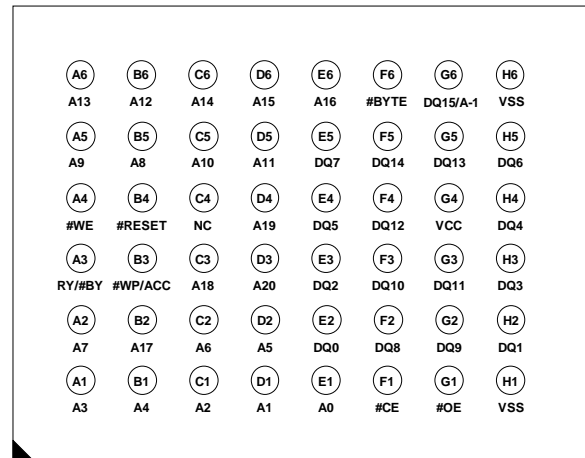 A6 B6 C6 D6 E6 F6 G6 H6
A13 A12 A14 A15 A16 #BYTE DQ15/A-1 VSS
A5 B5 C5 D5 E5 F5 G5 H5
A9 A8 A10 A11 DQ7 DQ14 DQ13 DQ6
A4 B4 C4 D4 E4 F4 G4 H4
#WE #RESET NC A19 DQ5 DQ12 VCC DQ4
A3 B3 C3 D3 E3 F3 G3 H3
RY/#BY #WP/ACC A18 A20 DQ2 DQ10 DQ11 DQ3
A2 B2 C2 D2 E2 F2 G2 H2
A7 A17 A6 A5 DQ0 DQ8 DQ9 DQ1
A1 B1 C1 D1 E1 F1 G1 H1
A3 A4 A2 A1 A0 #CE #OE VSS